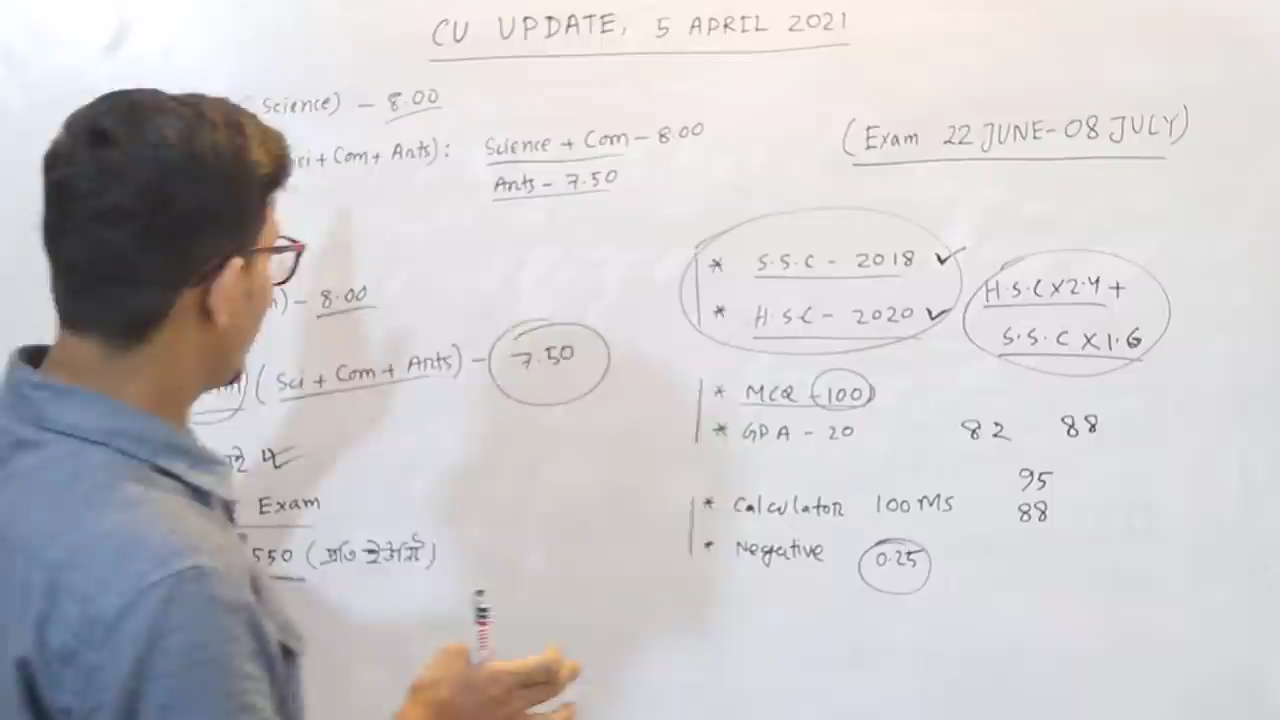 CU UPDATE, 5 APRIL 2021
Science) - 8.00
Sci + Com + Arts): Science + Com - 8.00
Arts - 7.50
) - 8.00
(Sci + Com + Arts) - 7.50
Exam
550 (প্রতি ইউনিট)
(Exam 22 JUNE - 08 JULY)
* S.S.C - 2018 ✓
* H.S.C - 2020 ✓
H.S.C X 2.4 +
S.S.C X 1.6
* MCQ - 100
* GPA - 20
82 88
95
88
* Calculator 100 MS
* Negative 0.25